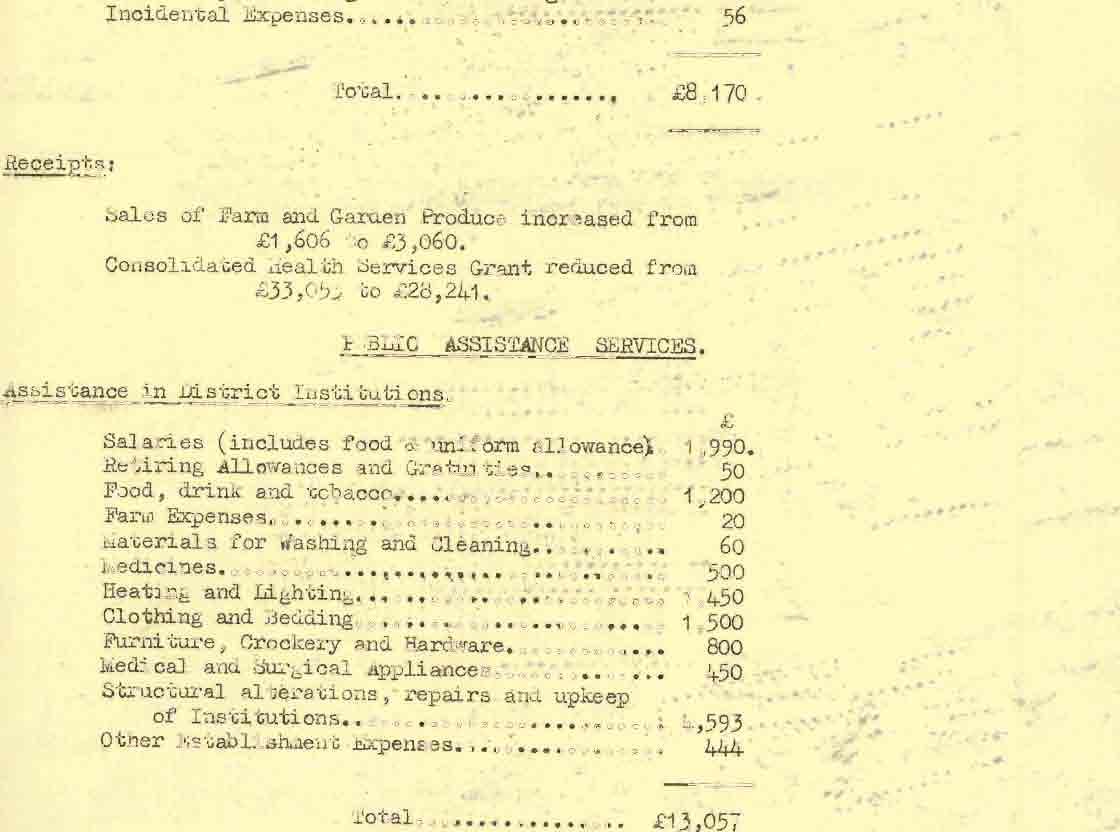 Incidental Expenses.................................. 56
Total.................... £8,170.
Receipts:
Sales of Farm and Garden Produce increased from
£1,606 to £3,060.
Consolidated Health Services Grant reduced from
to £28,241.
PUBLIC ASSISTANCE SERVICES.
Assistance in District Institutions.
£
Salaries (includes food & uniform allowance). 1,990.
Retiring Allowances and Gratuities............ 50
Food, drink and tobacco........................... 1,200
Farm Expenses...................................... 20
Materials for Washing and Cleaning............ 60
Medicines.......................................... 500
Heating and Lighting............................. 1,450
Clothing and Bedding............................. 1,500
Furniture, Crockery and Hardware.............. 800
Medical and Surgical Appliances............... 450
Structural alterations, repairs and upkeep
of Institutions............................... 4,593
Other Establishment Expenses.................. 444
Total.................... £13,057